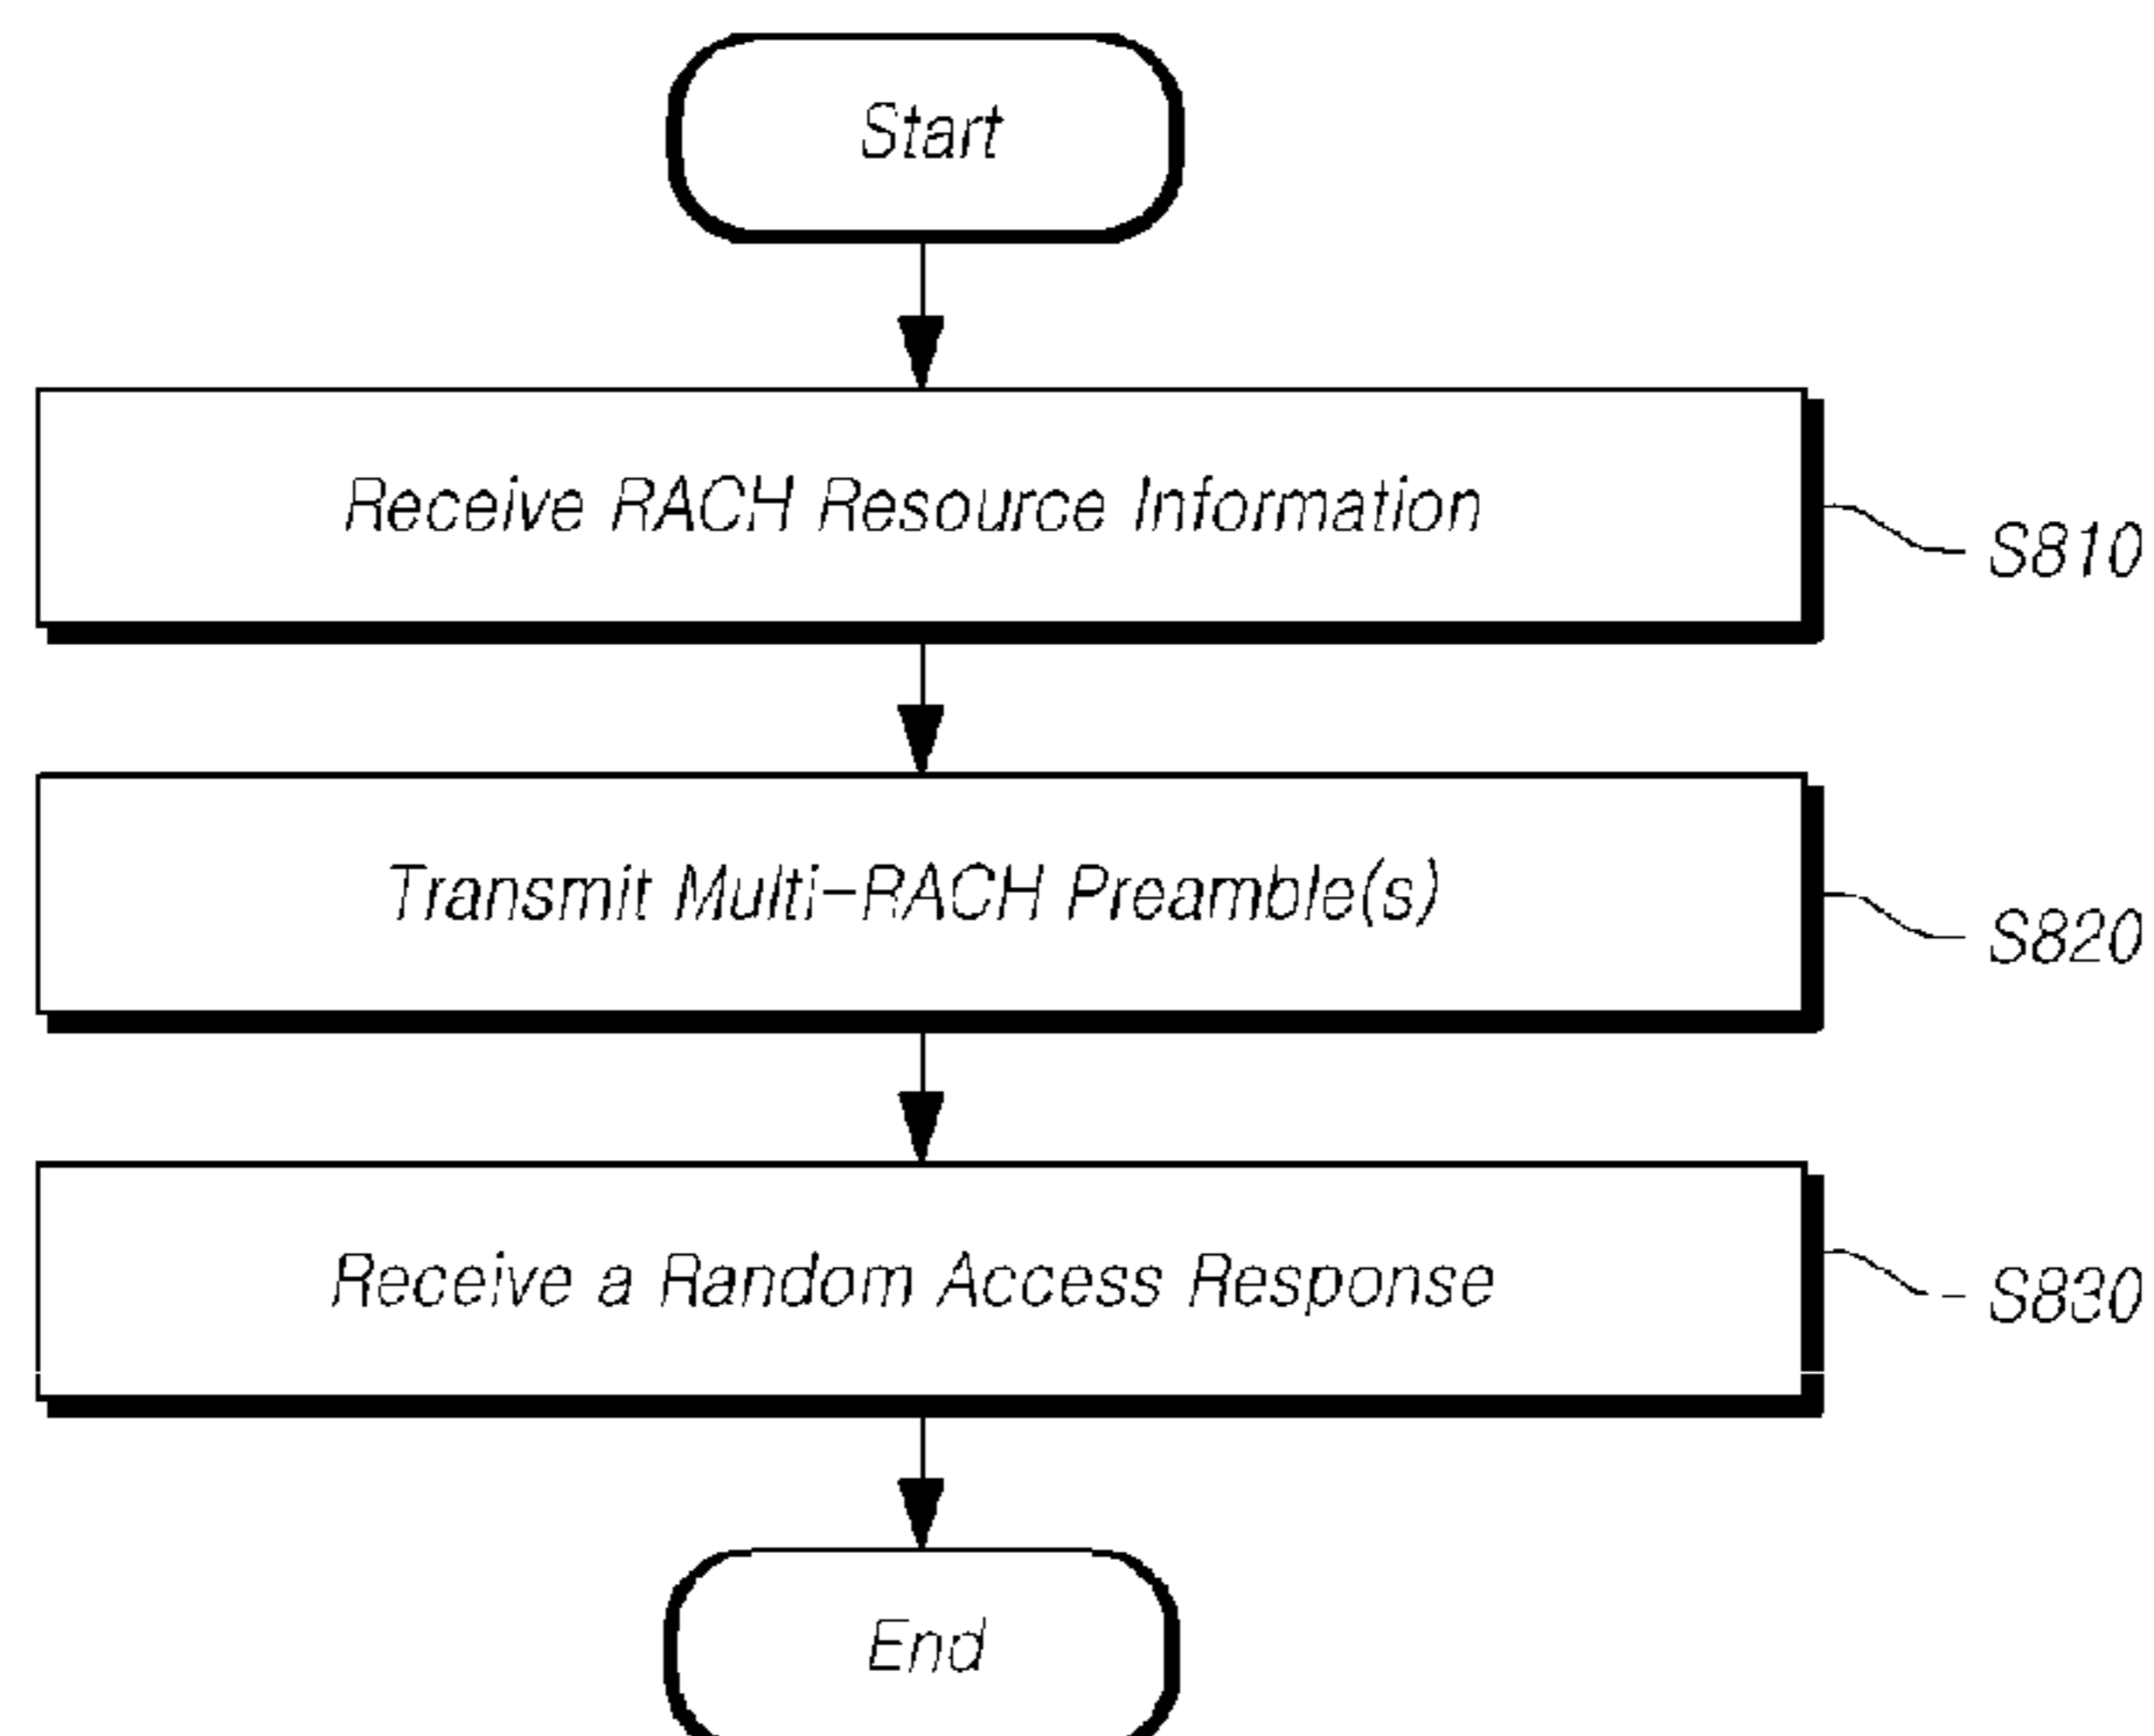 Start
Receive RACH Resource Information
S810
Transmit Multi-RACH Preamble(s)
S820
Receive a Random Access Response
S830
End